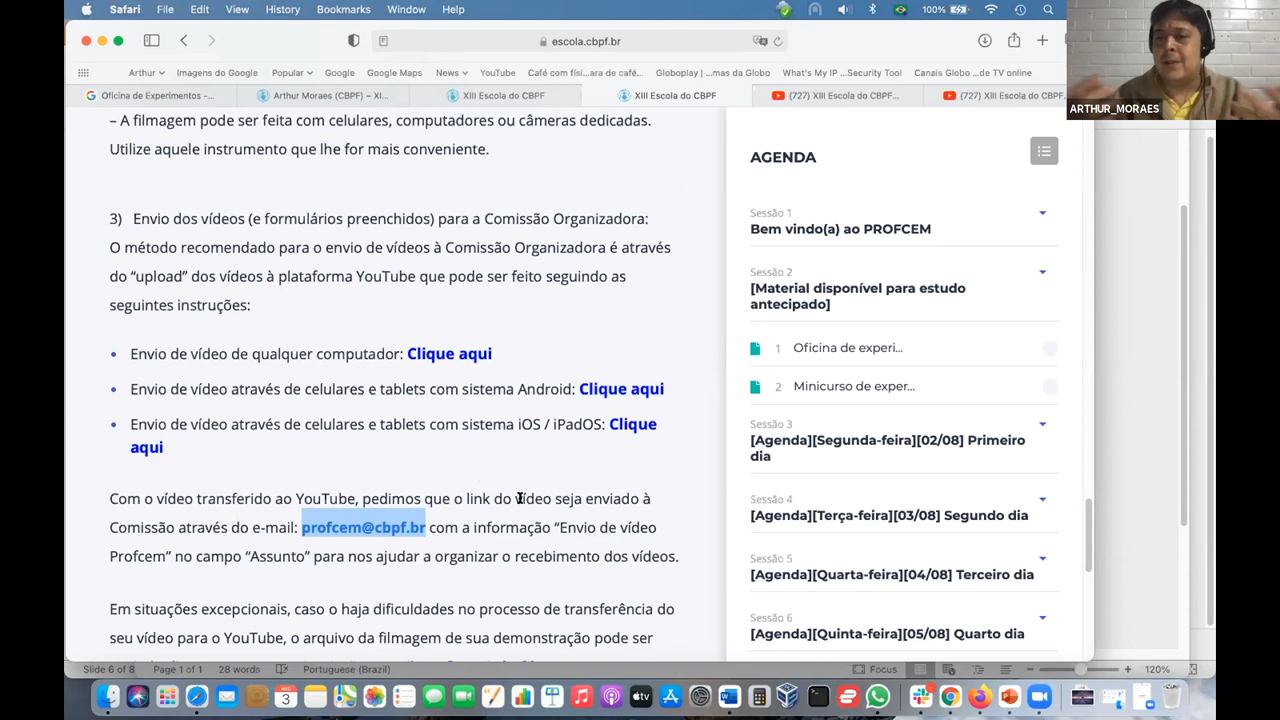 Safari File Edit View History Bookmarks Window Help
100%
escola.cbpf.br
Arthur Imagens do Google Popular Google Google Maps News YouTube Café com físi...ara de café... Globoplay |...mas da Globo What's My IP ...Security Tool Canais Globo ...de TV online
Oficina de Experimentos -... Arthur Moraes (CBPF) – XI... XIII Escola do CBPF XIII Escola do CBPF (727) XIII Escola do CBPF... (727) XIII Escola do CBPF
ARTHUR_MORAES
– A filmagem pode ser feita com celulares, computadores ou câmeras dedicadas.
Utilize aquele instrumento que lhe for mais conveniente.
3) Envio dos vídeos (e formulários preenchidos) para a Comissão Organizadora:
O método recomendado para o envio de vídeos à Comissão Organizadora é através
do “upload” dos vídeos à plataforma YouTube que pode ser feito seguindo as
seguintes instruções:
• Envio de vídeo de qualquer computador: Clique aqui
• Envio de vídeo através de celulares e tablets com sistema Android: Clique aqui
• Envio de vídeo através de celulares e tablets com sistema iOS / iPadOS: Clique
aqui
Com o vídeo transferido ao YouTube, pedimos que o link do vídeo seja enviado à
Comissão através do e-mail: profcem@cbpf.br com a informação “Envio de vídeo
Profcem” no campo “Assunto” para nos ajudar a organizar o recebimento dos vídeos.
Em situações excepcionais, caso o haja dificuldades no processo de transferência do
seu vídeo para o YouTube, o arquivo da filmagem de sua demonstração pode ser
AGENDA
Sessão 1
Bem vindo(a) ao PROFCEM
Sessão 2
[Material disponível para estudo
antecipado]
1 Oficina de experi...
2 Minicurso de exper...
Sessão 3
[Agenda][Segunda-feira][02/08] Primeiro
dia
Sessão 4
[Agenda][Terça-feira][03/08] Segundo dia
Sessão 5
[Agenda][Quarta-feira][04/08] Terceiro dia
Sessão 6
[Agenda][Quinta-feira][05/08] Quarto dia
Slide 6 of 8 Page 1 of 1 28 words Portuguese (Brazil) Focus 120%
AGO
3
tv